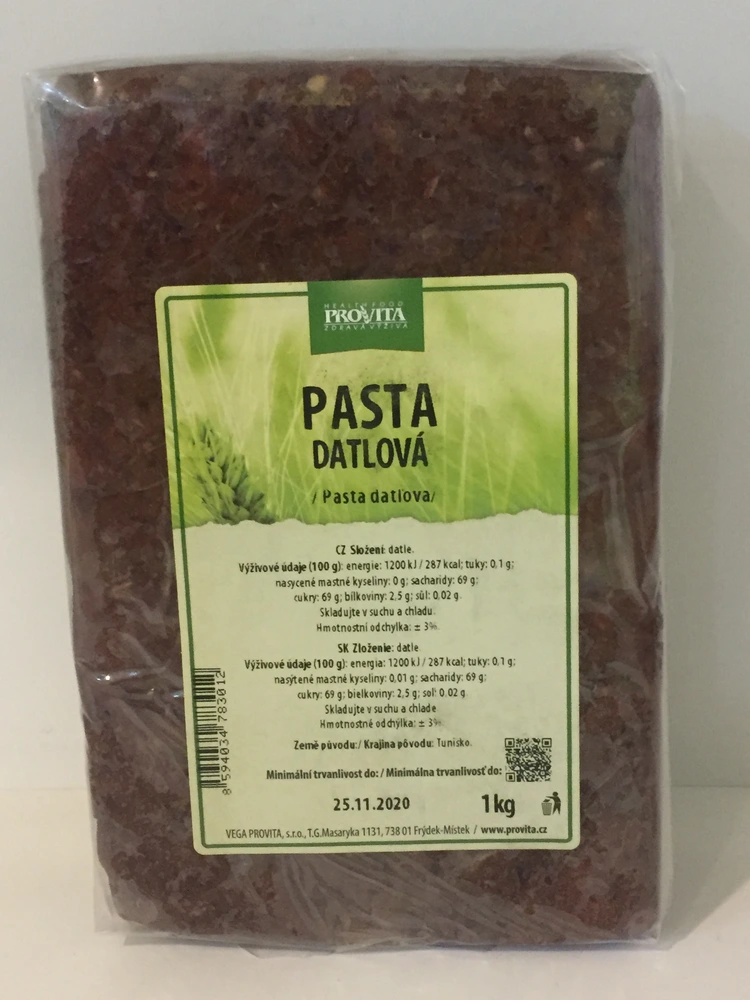 HEALTH FOOD
PROVITA
ZDRAVÁ VÝŽIVA
PASTA
DATLOVÁ
/ Pasta datľova/
CZ Složení: datle.
Výživové údaje (100 g): energie: 1200 kJ / 287 kcal; tuky: 0,1 g;
nasycené mastné kyseliny: 0 g; sacharidy: 69 g;
cukry: 69 g; bílkoviny: 2,5 g; sůl: 0,02 g.
Skladujte v suchu a chladu.
Hmotnostní odchylka: ± 3%
SK Zloženie: datle
Výživové údaje (100 g): energia: 1200 kJ / 287 kcal; tuky: 0,1 g;
nasýtené mastné kyseliny: 0,01 g; sacharidy: 69 g;
cukry: 69 g; bielkoviny: 2,5 g; soľ: 0,02 g.
Skladujte v suchu a chlade
Hmotnostné odchýlka: ± 3%
Země původu:/ Krajina pôvodu: Tunisko.
Minimální trvanlivost do: / Minimálna trvanlivosť do:
25.11.2020 1kg
8 594034 783012
VEGA PROVITA, s.r.o., T.G.Masaryka 1131, 738 01 Frýdek-Místek / www.provita.cz